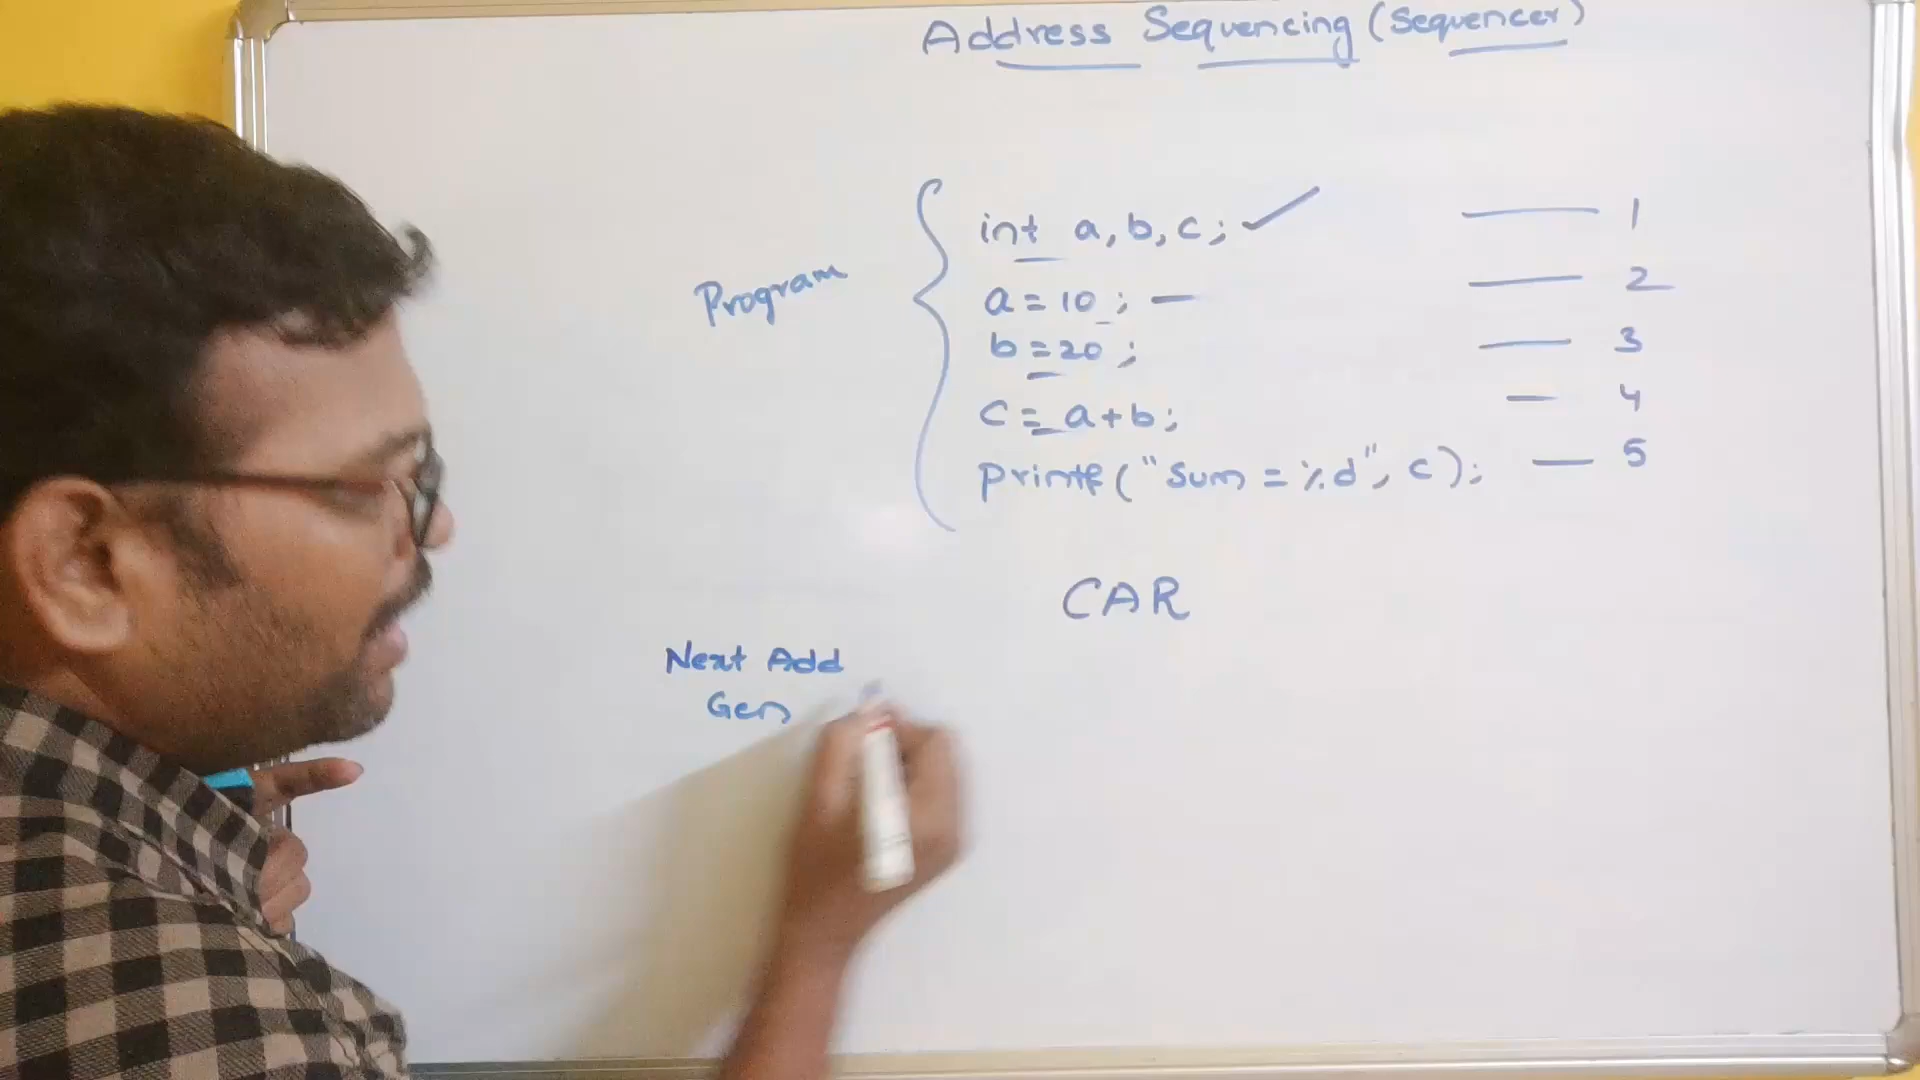 Address Sequencing (Sequencer)
Program
int a, b, c; 1
a = 10 ; 2
b = 20 ; 3
c = a + b ; 4
printf ( "Sum = %d", c ) ; 5
CAR
Next Add
Gen